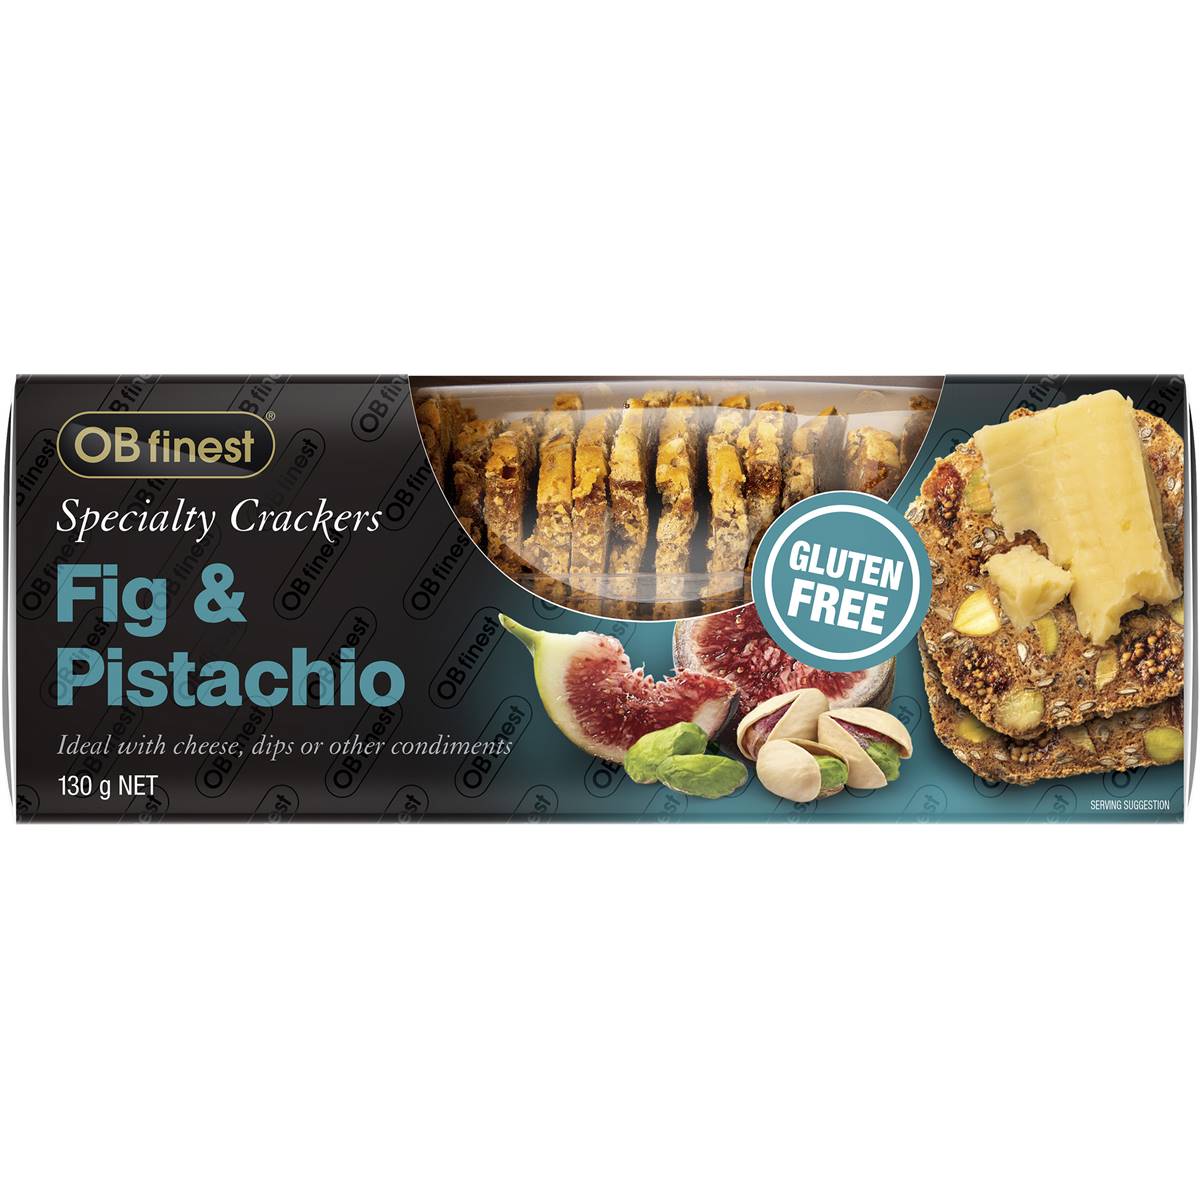 OB finest®
Specialty Crackers
Fig &
Pistachio
Ideal with cheese, dips or other condiments
130 g NET
GLUTEN
FREE
SERVING SUGGESTION